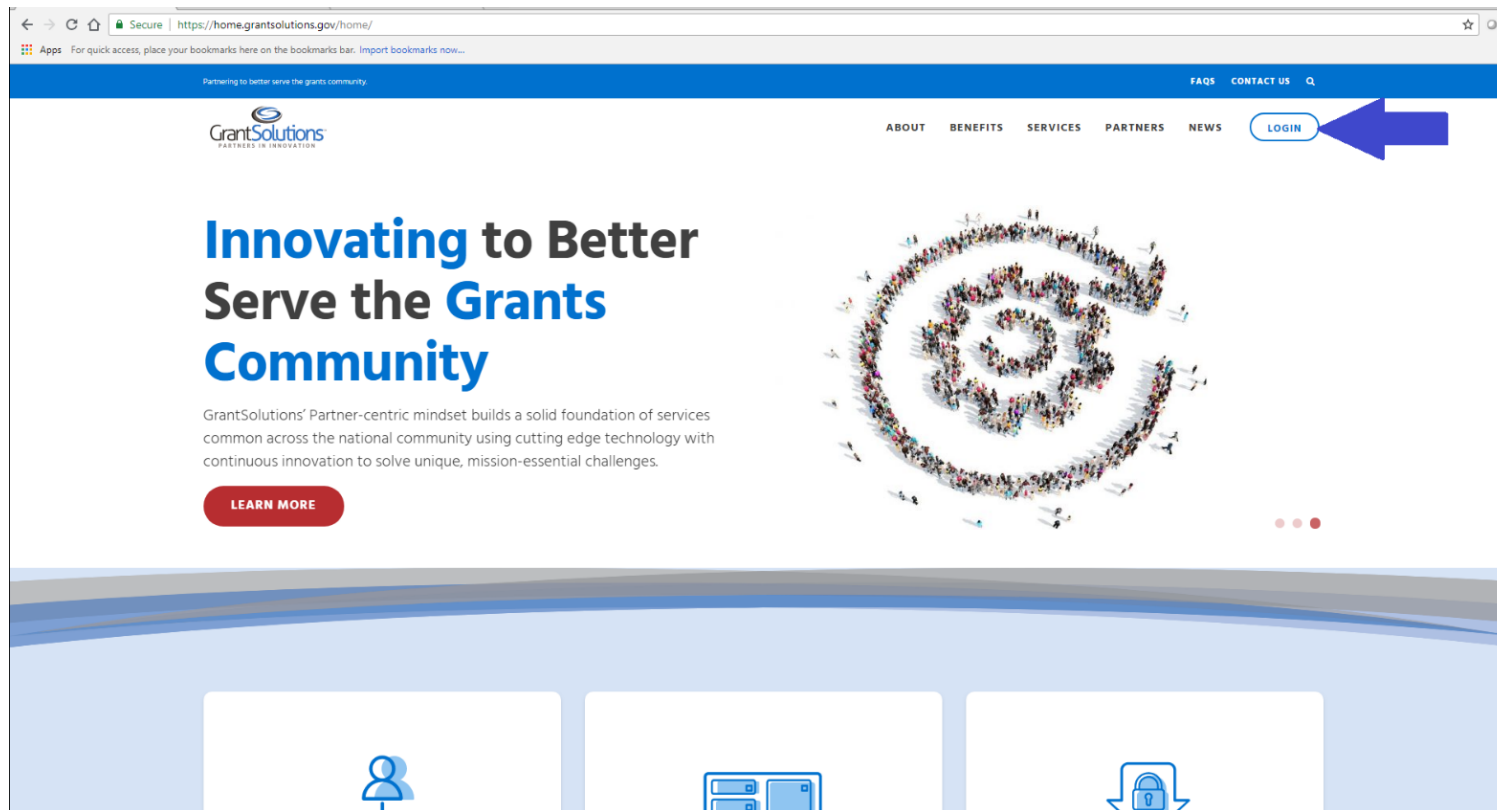 Secure | https://home.grantsolutions.gov/home/
Apps For quick access, place your bookmarks here on the bookmarks bar. Import bookmarks now...
Partnering to better serve the grants community.
FAQS CONTACT US
GrantSolutions
PARTNERS IN INNOVATION
ABOUT BENEFITS SERVICES PARTNERS NEWS LOGIN
Innovating to Better
Serve the Grants
Community
GrantSolutions' Partner-centric mindset builds a solid foundation of services
common across the national community using cutting edge technology with
continuous innovation to solve unique, mission-essential challenges.
LEARN MORE